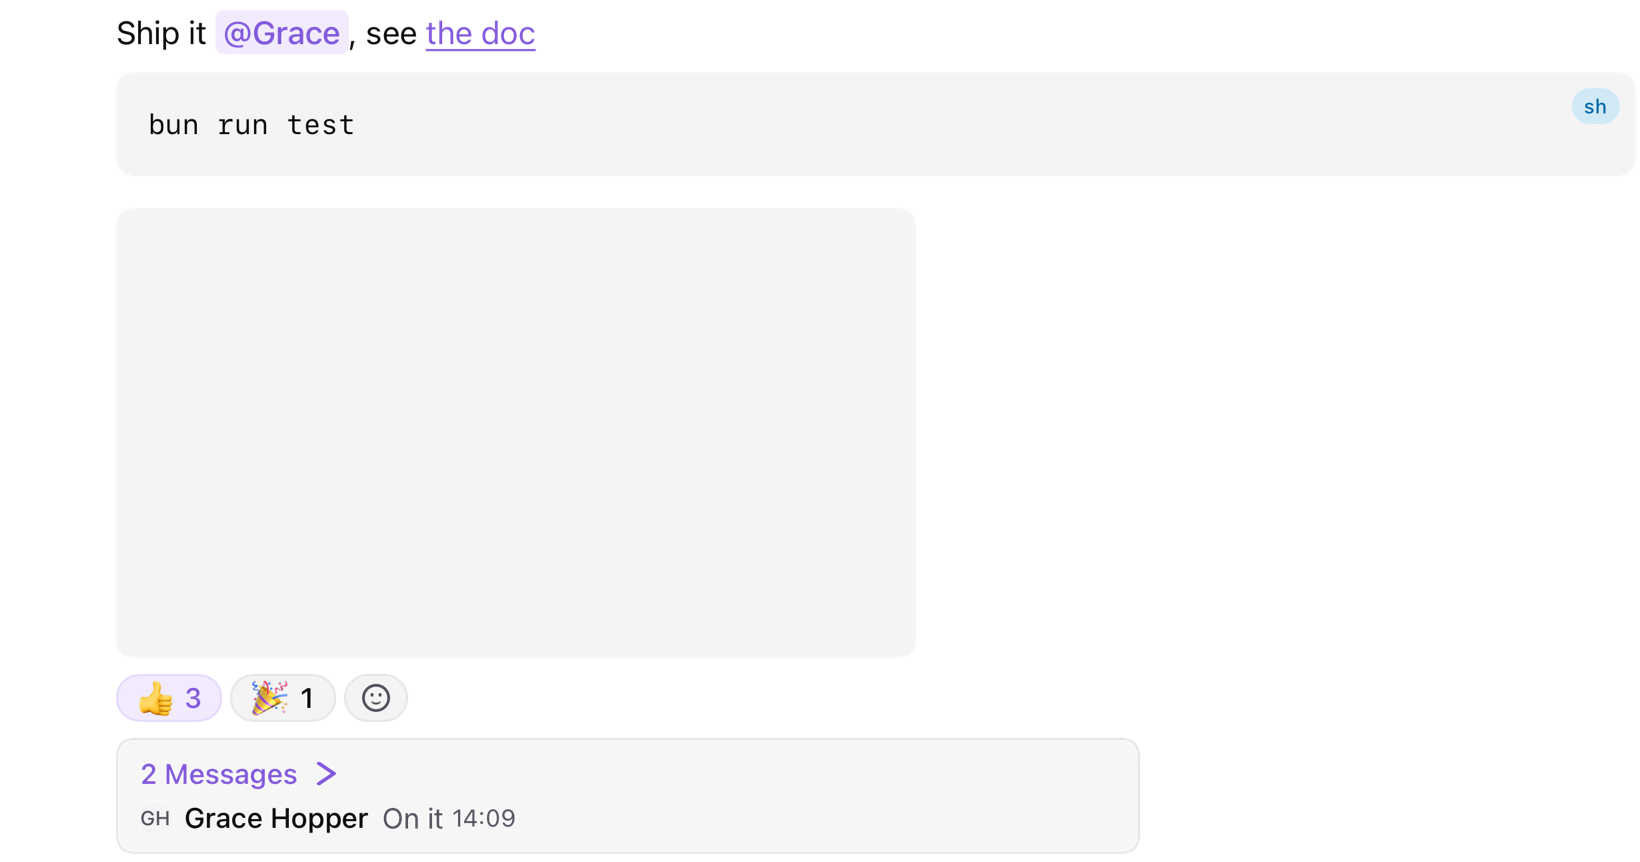 Ship it @Grace, see the doc
sh
bun run test
👍 3 🎉 1
2 Messages >
GH Grace Hopper On it 14:09